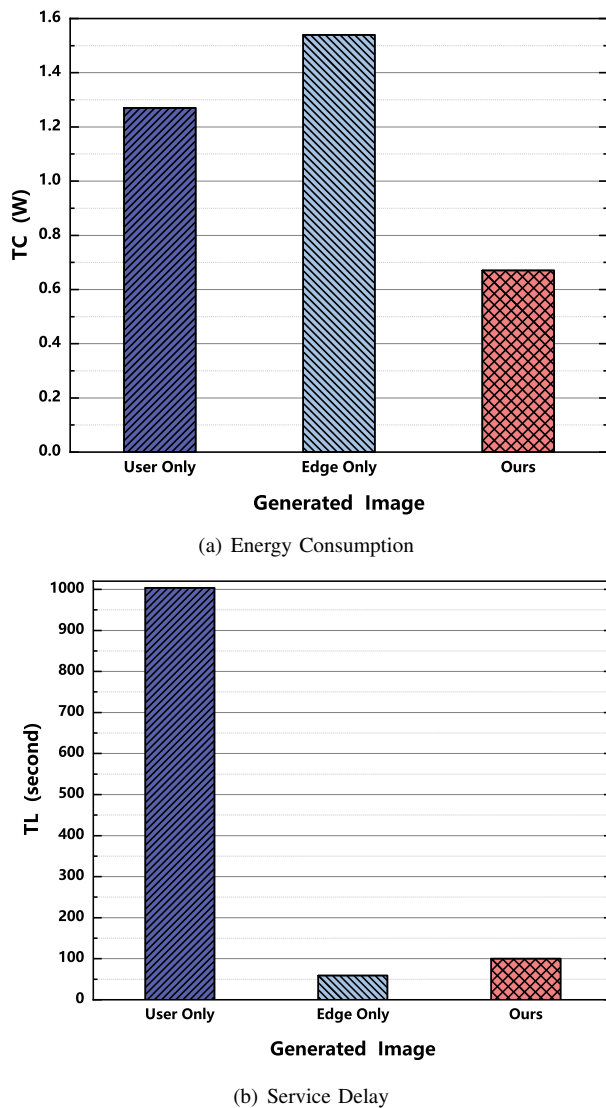 1.6
1.4
1.2
1.0
0.8
0.6
0.4
0.2
0.0
TC (W)
User Only Edge Only Ours
Generated Image
(a) Energy Consumption
1000
900
800
700
600
500
400
300
200
100
0
TL (second)
User Only Edge Only Ours
Generated Image
(b) Service Delay